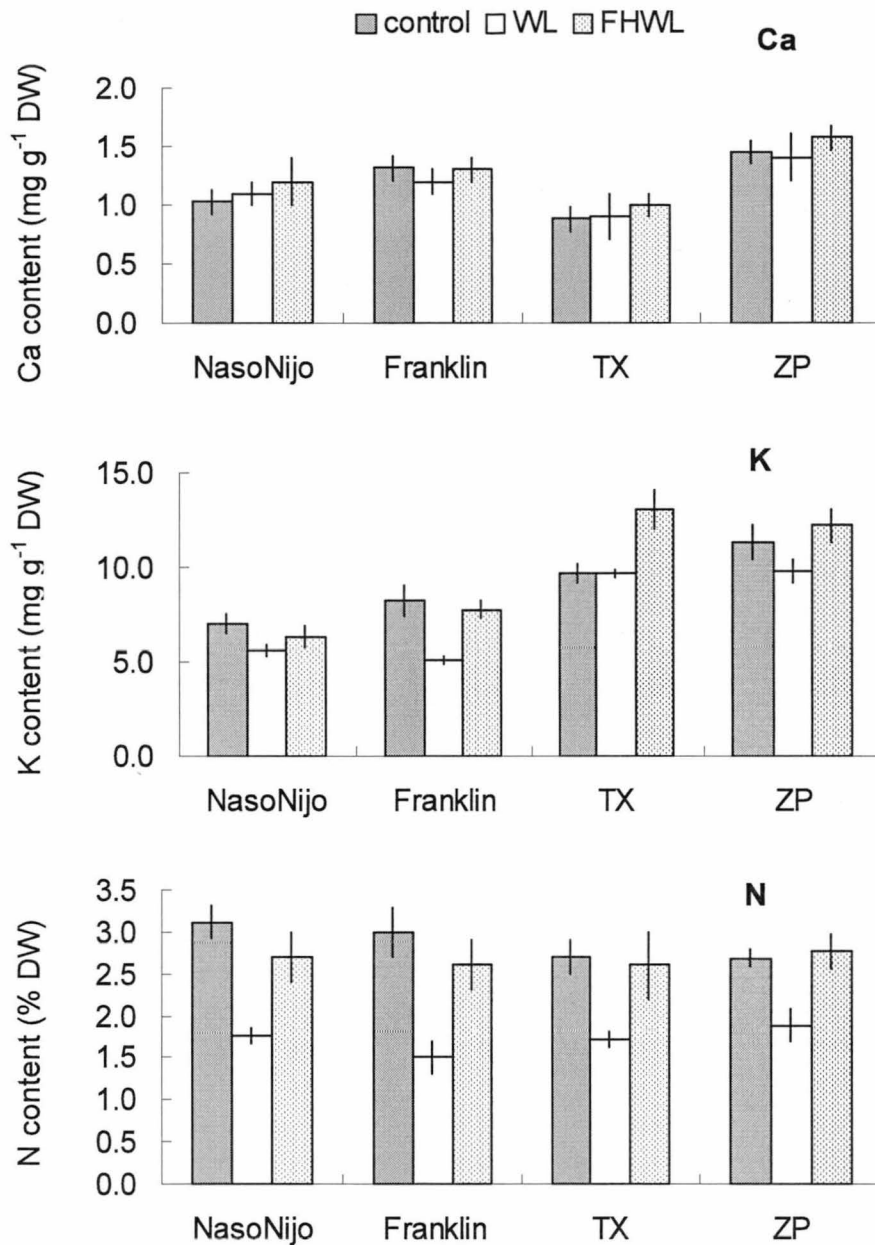 control WL FHWL
Ca
Ca content (mg g⁻¹ DW)
2.0
1.5
1.0
0.5
0.0
NasoNijo Franklin TX ZP
K
K content (mg g⁻¹ DW)
15.0
10.0
5.0
0.0
NasoNijo Franklin TX ZP
N
N content (% DW)
3.5
3.0
2.5
2.0
1.5
1.0
0.5
0.0
NasoNijo Franklin TX ZP